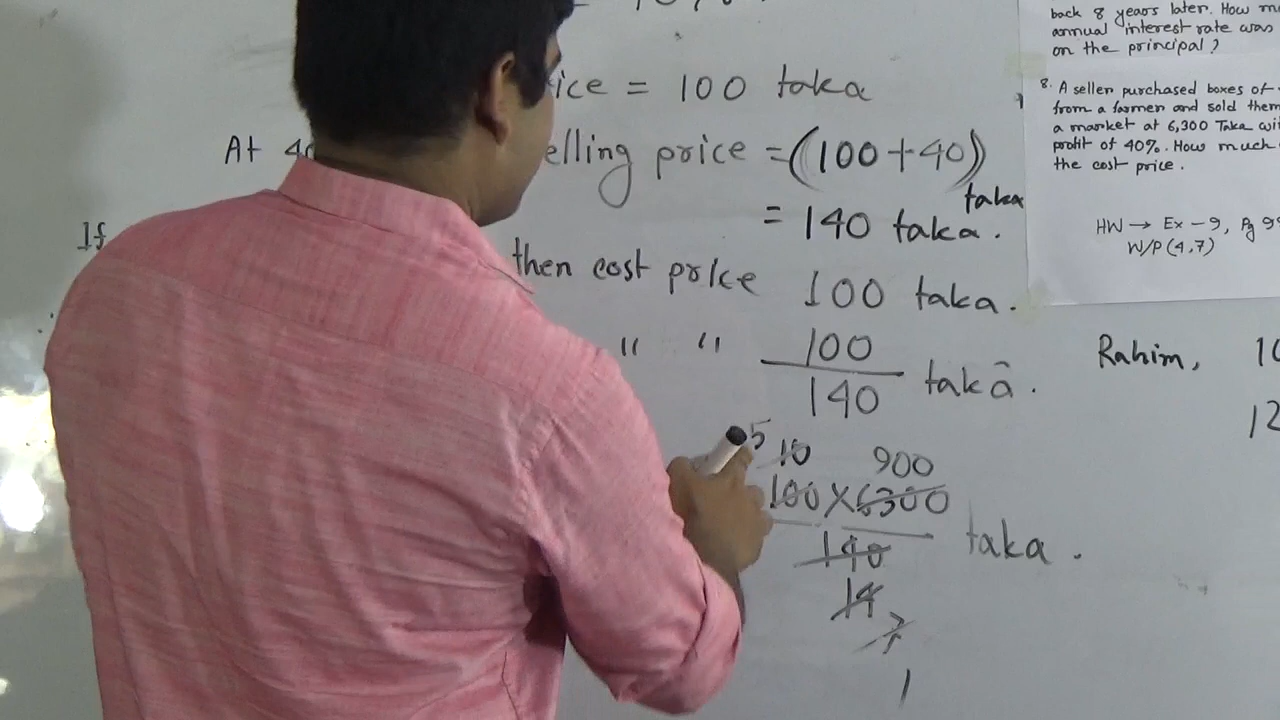 ice = 100 taka
At 40 elling price = (100+40) taka
= 140 taka.
If then cost price 100 taka.
" " 100/140 taka.
5 10 900
100 X 6300
140 taka.
14
7
1
back 8 years later. How m
annual interest rate was
on the principal?
8. A seller purchased boxes of
from a farmer and sold them
a market at 6,300 Taka wi
profit of 40%. How much
the cost price.
HW → Ex - 9, Pg 9
W/P (4,7)
Rahim, 10
12